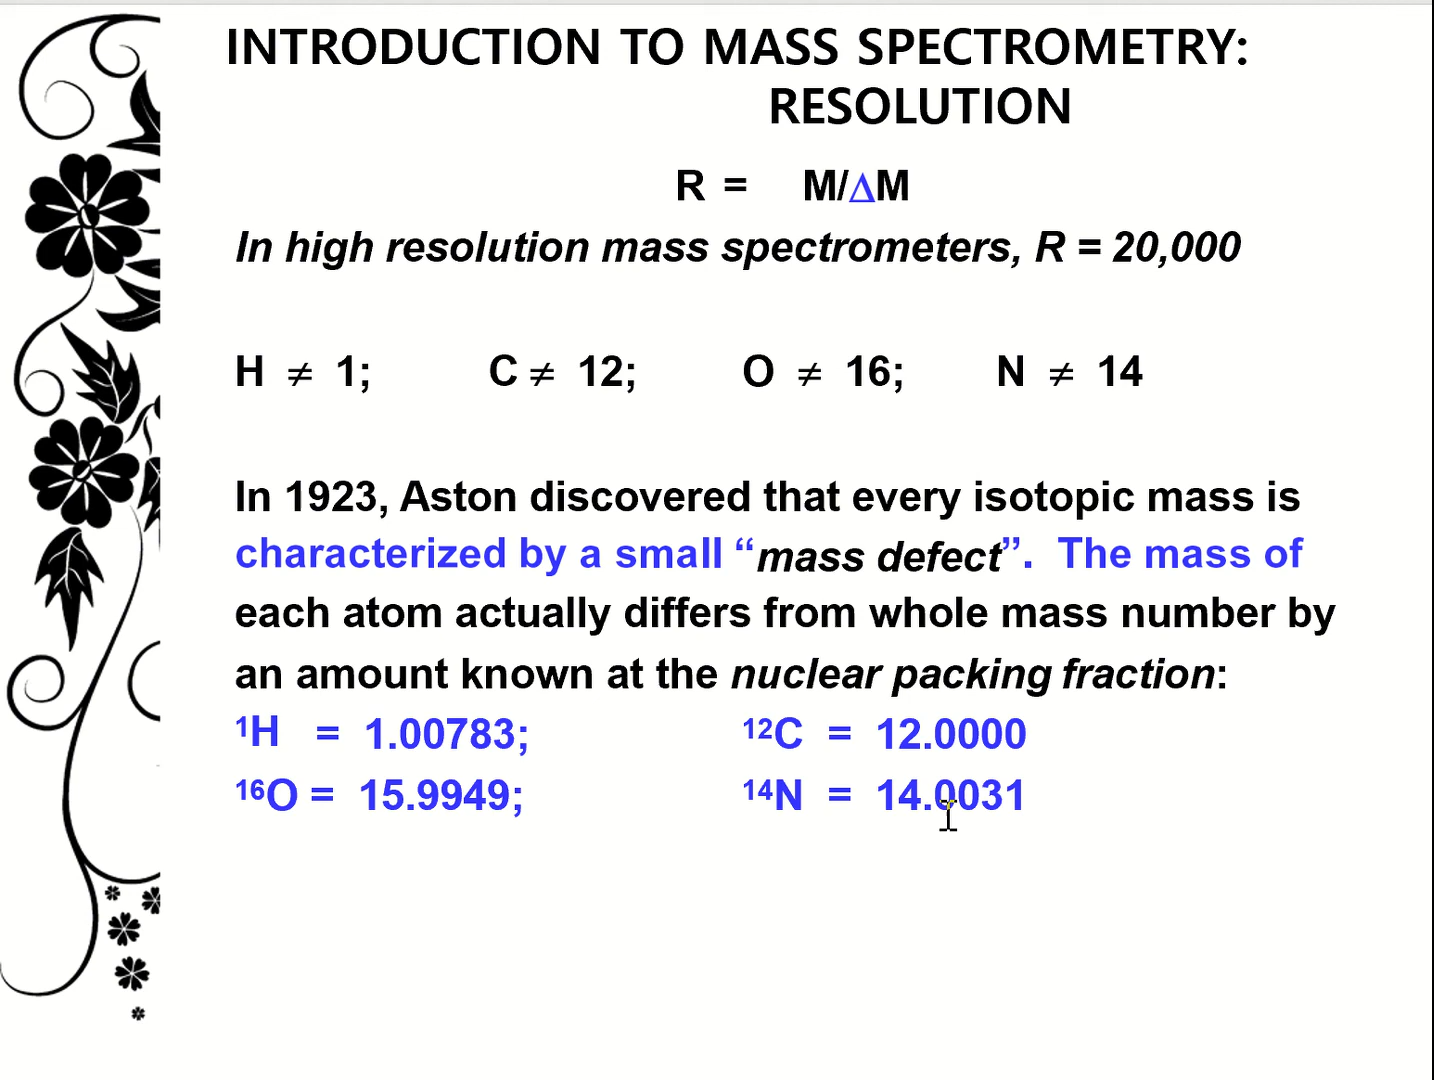 INTRODUCTION TO MASS SPECTROMETRY:
RESOLUTION
R = M/ΔM
In high resolution mass spectrometers, R = 20,000
H ≠ 1; C ≠ 12; O ≠ 16; N ≠ 14
In 1923, Aston discovered that every isotopic mass is
characterized by a small “mass defect”. The mass of
each atom actually differs from whole mass number by
an amount known at the nuclear packing fraction:
¹H = 1.00783; ¹²C = 12.0000
¹⁶O = 15.9949; ¹⁴N = 14.0031